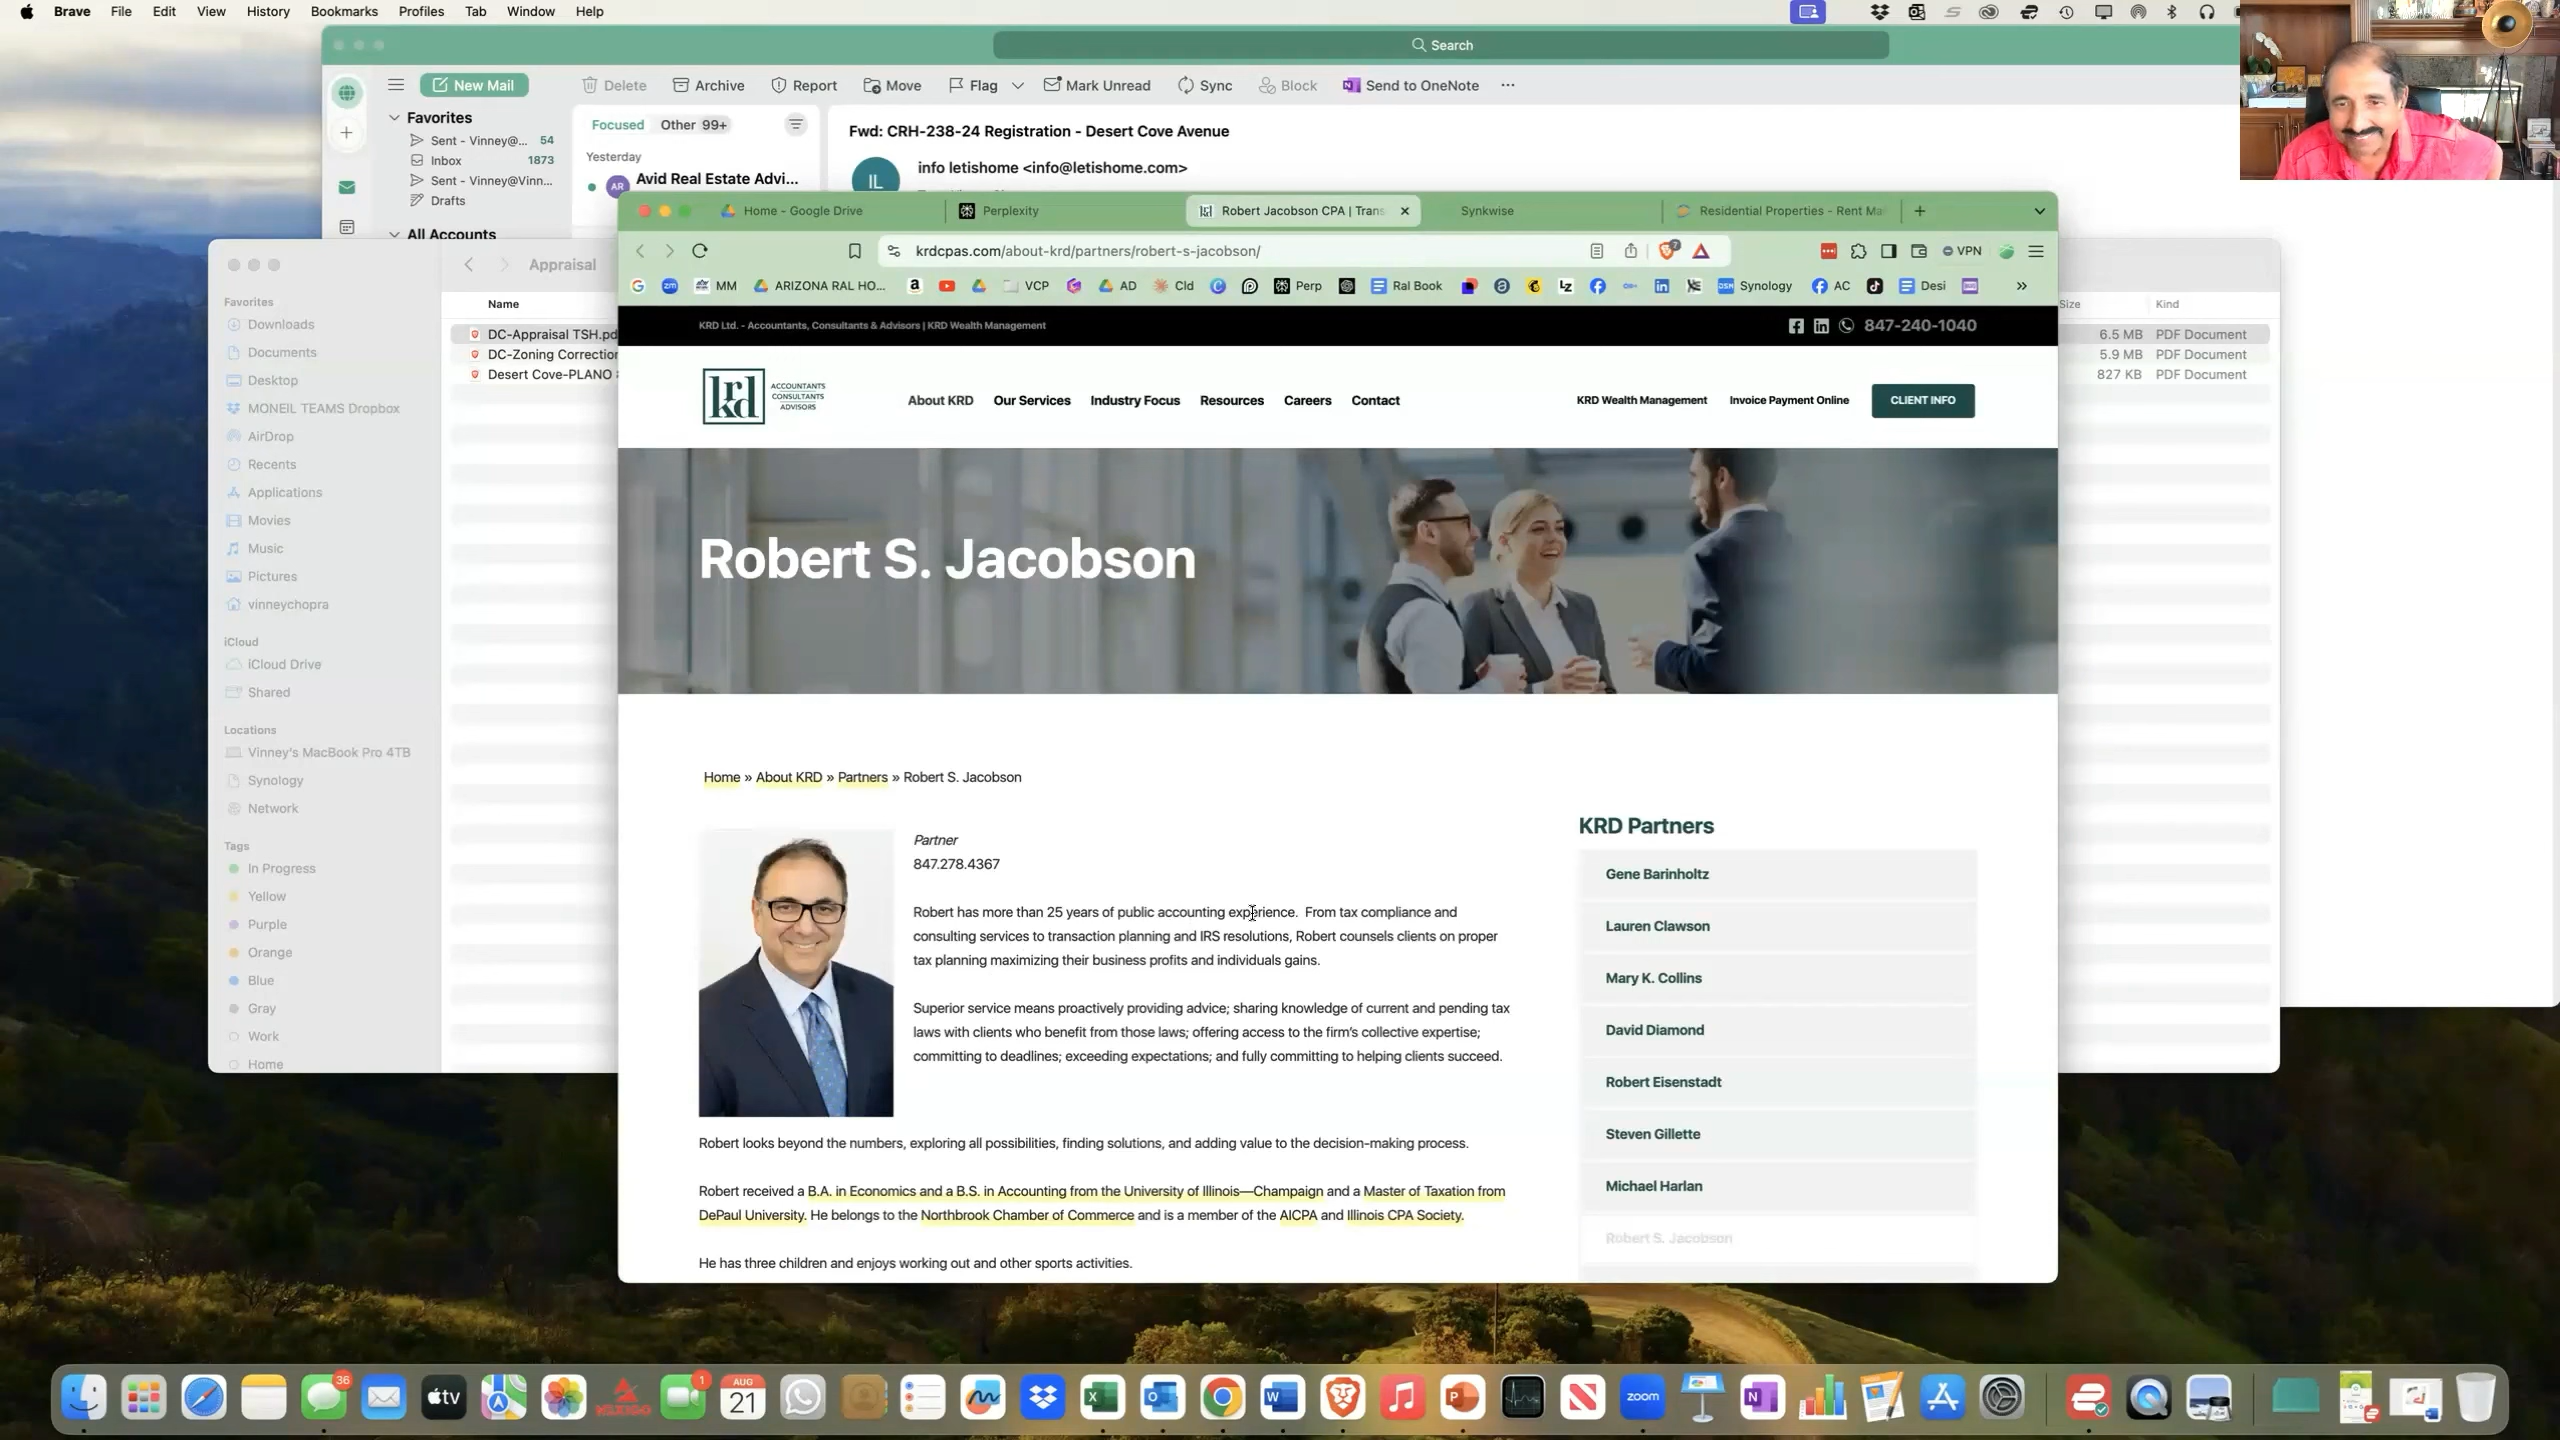 Brave File Edit View History Bookmarks Profiles Tab Window Help
Search
New Mail Delete Archive Report Move Flag Mark Unread Sync Block Send to OneNote
Favorites
Sent - Vinney@... 54
Inbox 1873
Sent - Vinney@Vinn...
Drafts
All Accounts
Focused Other 99+
Yesterday
AR Avid Real Estate Advi...
Fwd: CRH-238-24 Registration - Desert Cove Avenue
IL info letishome <info@letishome.com>
Appraisal
Name
Size Kind
DC-Appraisal TSH.pd
DC-Zoning Correction
Desert Cove-PLANO
6.5 MB PDF Document
5.9 MB PDF Document
827 KB PDF Document
Favorites
Downloads
Documents
Desktop
MONEIL TEAMS Dropbox
AirDrop
Recents
Applications
Movies
Music
Pictures
vinneychopra
iCloud
iCloud Drive
Shared
Locations
Vinney's MacBook Pro 4TB
Synology
Network
Tags
In Progress
Yellow
Purple
Orange
Blue
Gray
Work
Home
Home - Google Drive Perplexity Robert Jacobson CPA | Trans Synkwise Residential Properties - Rent Ma
krdcpas.com/about-krd/partners/robert-s-jacobson/ 7 VPN
MM ARIZONA RAL HO... VCP AD Cld Perp Ral Book Synology AC Desi
KRD Ltd. - Accountants, Consultants & Advisors | KRD Wealth Management 847-240-1040
krd ACCOUNTANTS
CONSULTANTS
ADVISORS
About KRD Our Services Industry Focus Resources Careers Contact KRD Wealth Management Invoice Payment Online CLIENT INFO
Robert S. Jacobson
Home » About KRD » Partners » Robert S. Jacobson
Partner
847.278.4367
Robert has more than 25 years of public accounting experience. From tax compliance and
consulting services to transaction planning and IRS resolutions, Robert counsels clients on proper
tax planning maximizing their business profits and individuals gains.
Superior service means proactively providing advice; sharing knowledge of current and pending tax
laws with clients who benefit from those laws; offering access to the firm's collective expertise;
committing to deadlines; exceeding expectations; and fully committing to helping clients succeed.
Robert looks beyond the numbers, exploring all possibilities, finding solutions, and adding value to the decision-making process.
Robert received a B.A. in Economics and a B.S. in Accounting from the University of Illinois—Champaign and a Master of Taxation from
DePaul University. He belongs to the Northbrook Chamber of Commerce and is a member of the AICPA and Illinois CPA Society.
He has three children and enjoys working out and other sports activities.
KRD Partners
Gene Barinholtz
Lauren Clawson
Mary K. Collins
David Diamond
Robert Eisenstadt
Steven Gillette
Michael Harlan
Robert S. Jacobson
36 tv 1 AUG 21 zoom